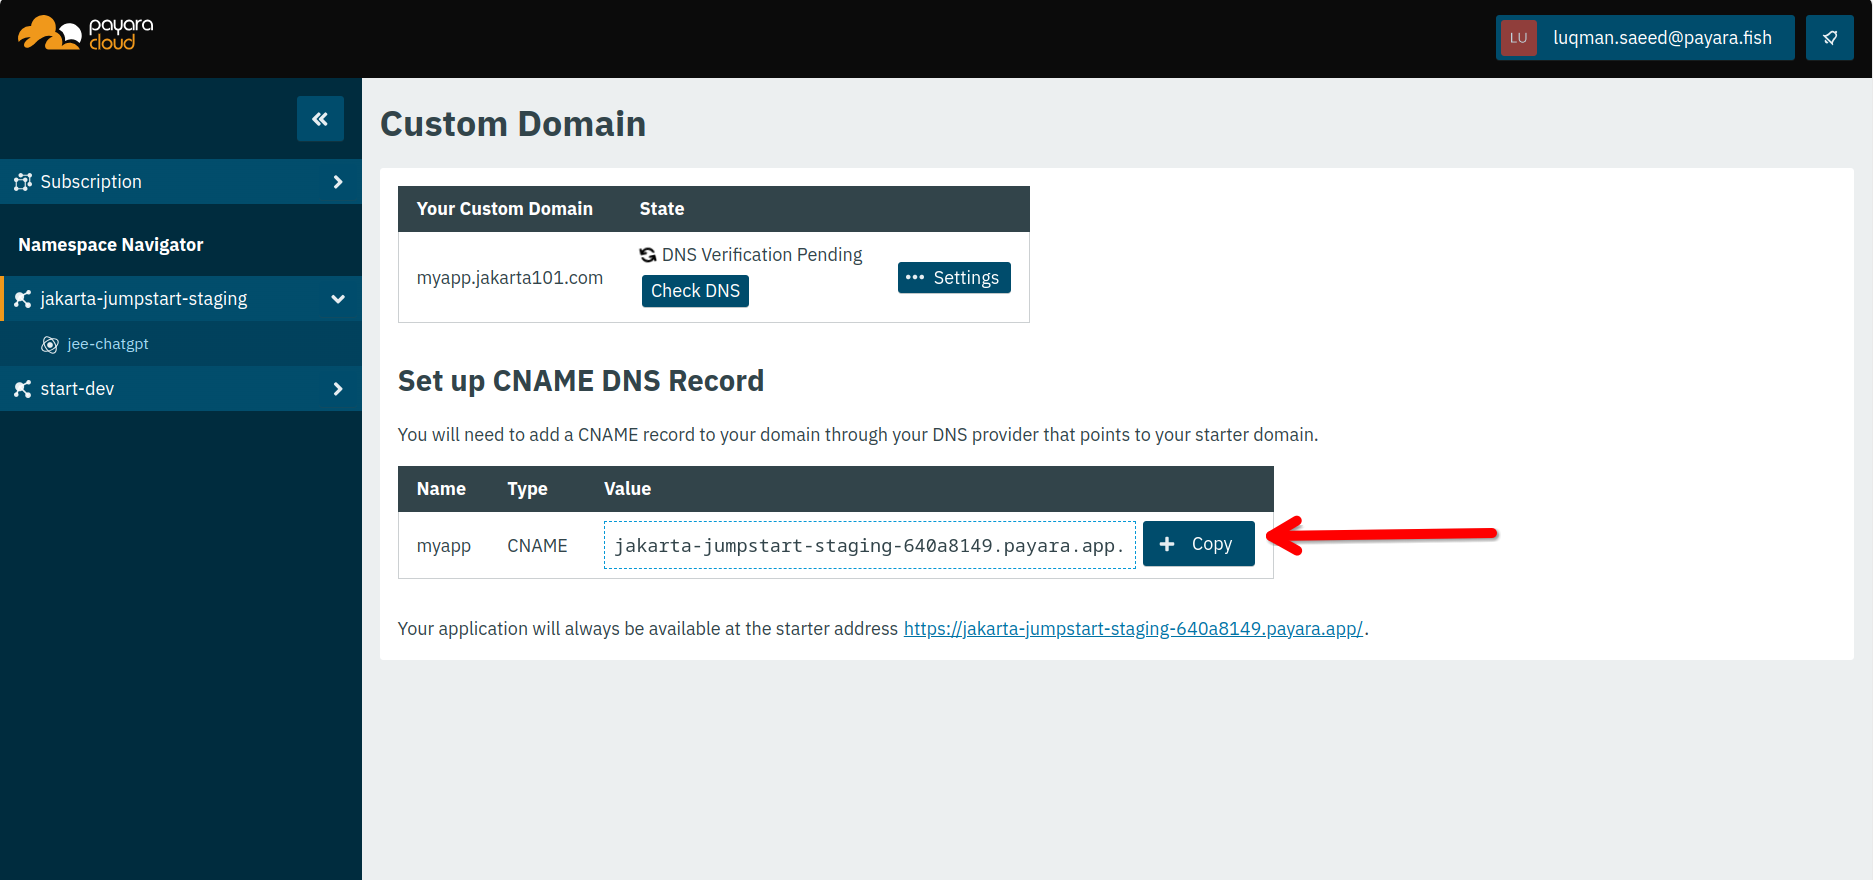 payara
cloud
LU luqman.saeed@payara.fish
Subscription
Namespace Navigator
jakarta-jumpstart-staging
jee-chatgpt
start-dev
Custom Domain
Your Custom Domain State
myapp.jakarta101.com DNS Verification Pending
Check DNS
Settings
Set up CNAME DNS Record
You will need to add a CNAME record to your domain through your DNS provider that points to your starter domain.
Name Type Value
myapp CNAME jakarta-jumpstart-staging-640a8149.payara.app. Copy
Your application will always be available at the starter address https://jakarta-jumpstart-staging-640a8149.payara.app/.